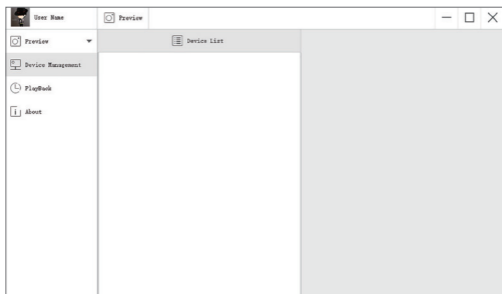 User Name
Preview
Preview
Device List
Device Management
PlayBack
About